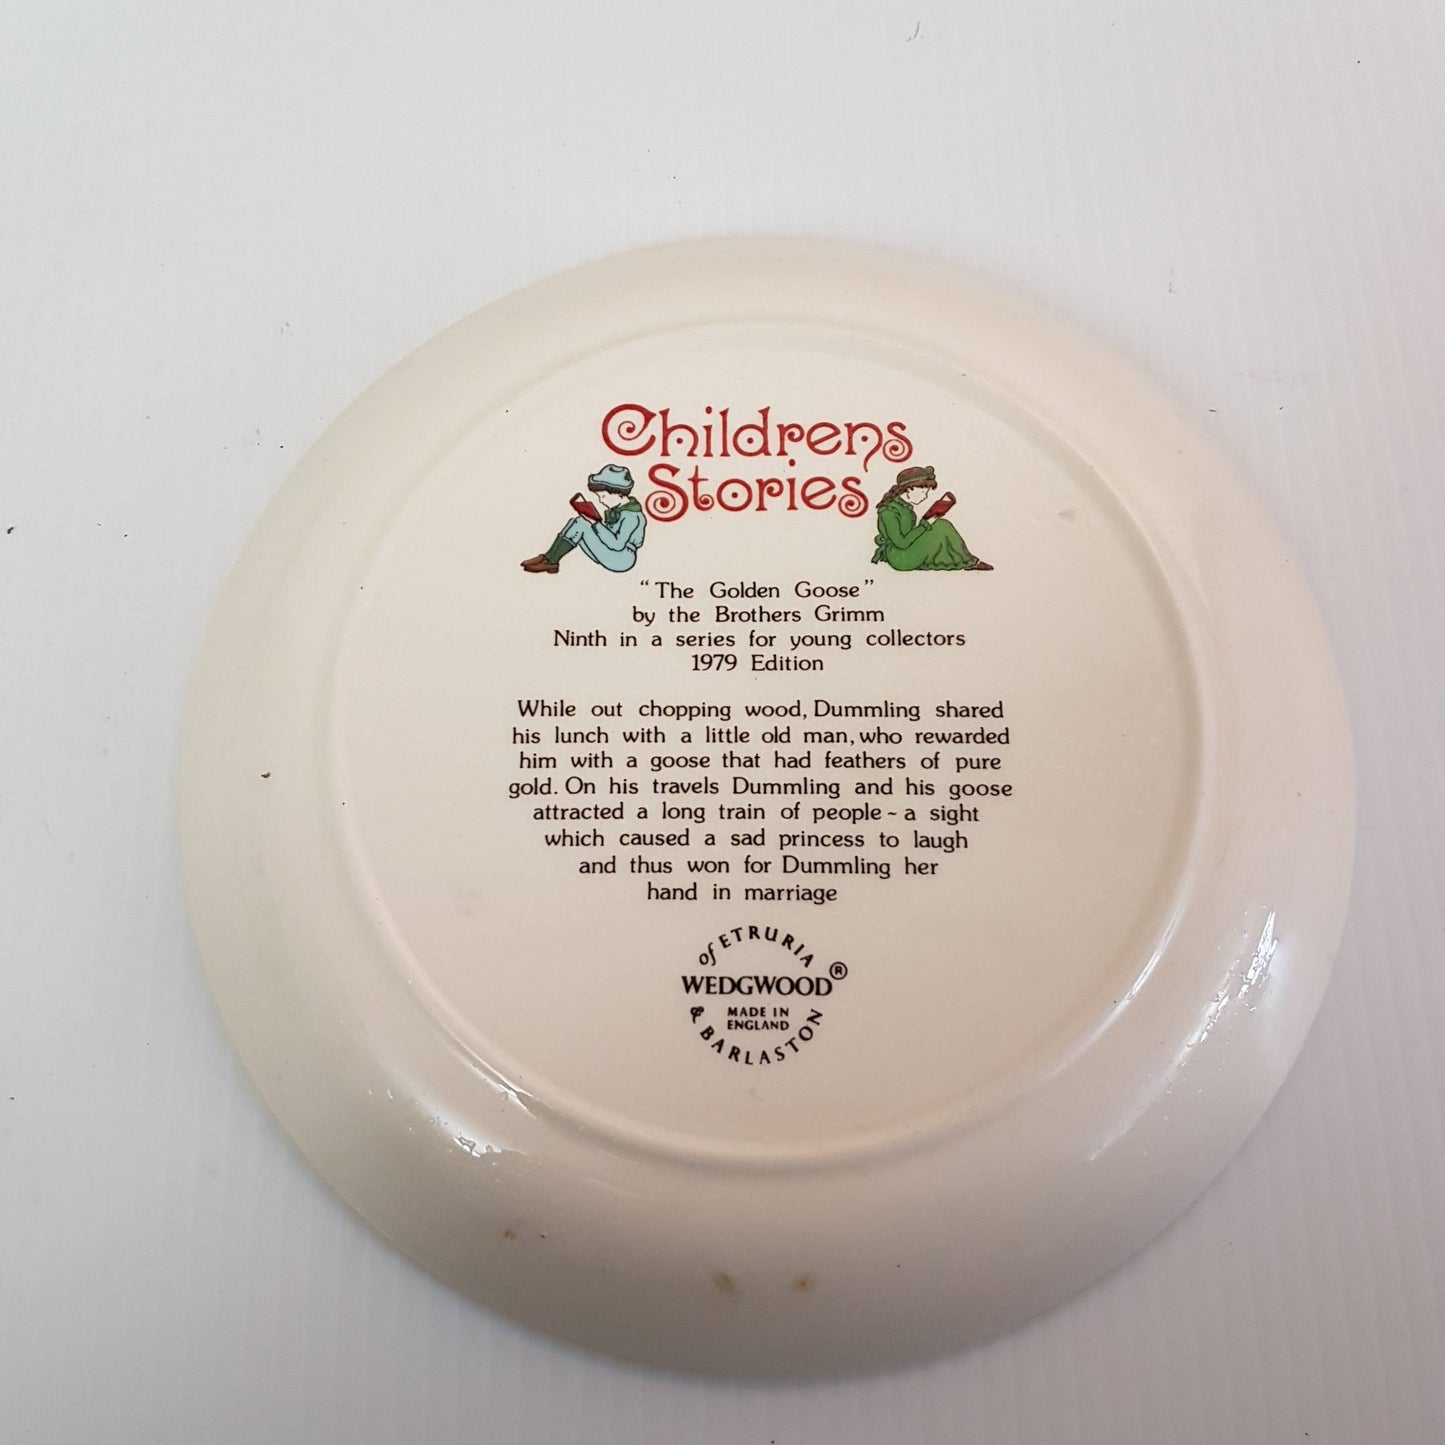 Childrens
Stories
“The Golden Goose”
by the Brothers Grimm
Ninth in a series for young collectors
1979 Edition
While out chopping wood, Dummling shared
his lunch with a little old man, who rewarded
him with a goose that had feathers of pure
gold. On his travels Dummling and his goose
attracted a long train of people ~ a sight
which caused a sad princess to laugh
and thus won for Dummling her
hand in marriage
of ETRURIA
WEDGWOOD®
MADE IN
ENGLAND
& BARLASTON